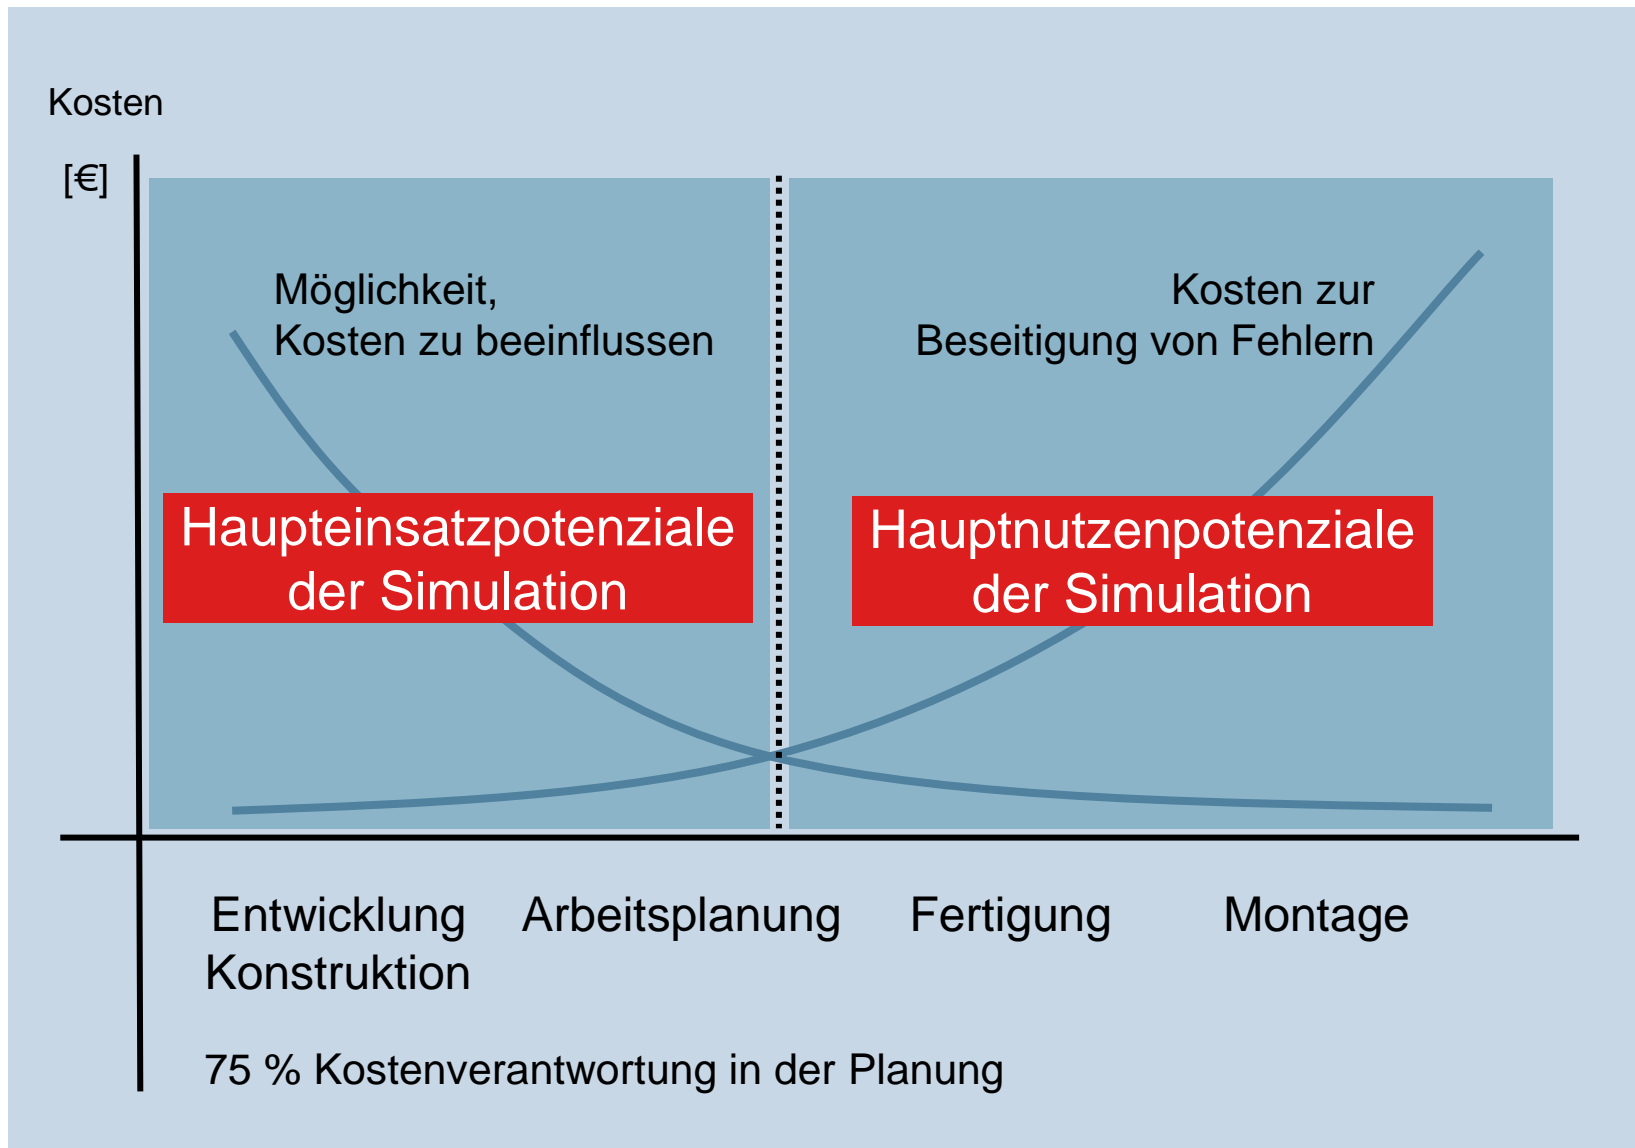 Kosten
[€]
Möglichkeit,
Kosten zu beeinflussen
Kosten zur
Beseitigung von Fehlern
Haupteinsatzpotenziale
der Simulation
Hauptnutzenpotenziale
der Simulation
Entwicklung
Konstruktion
Arbeitsplanung
Fertigung
Montage
75 % Kostenverantwortung in der Planung